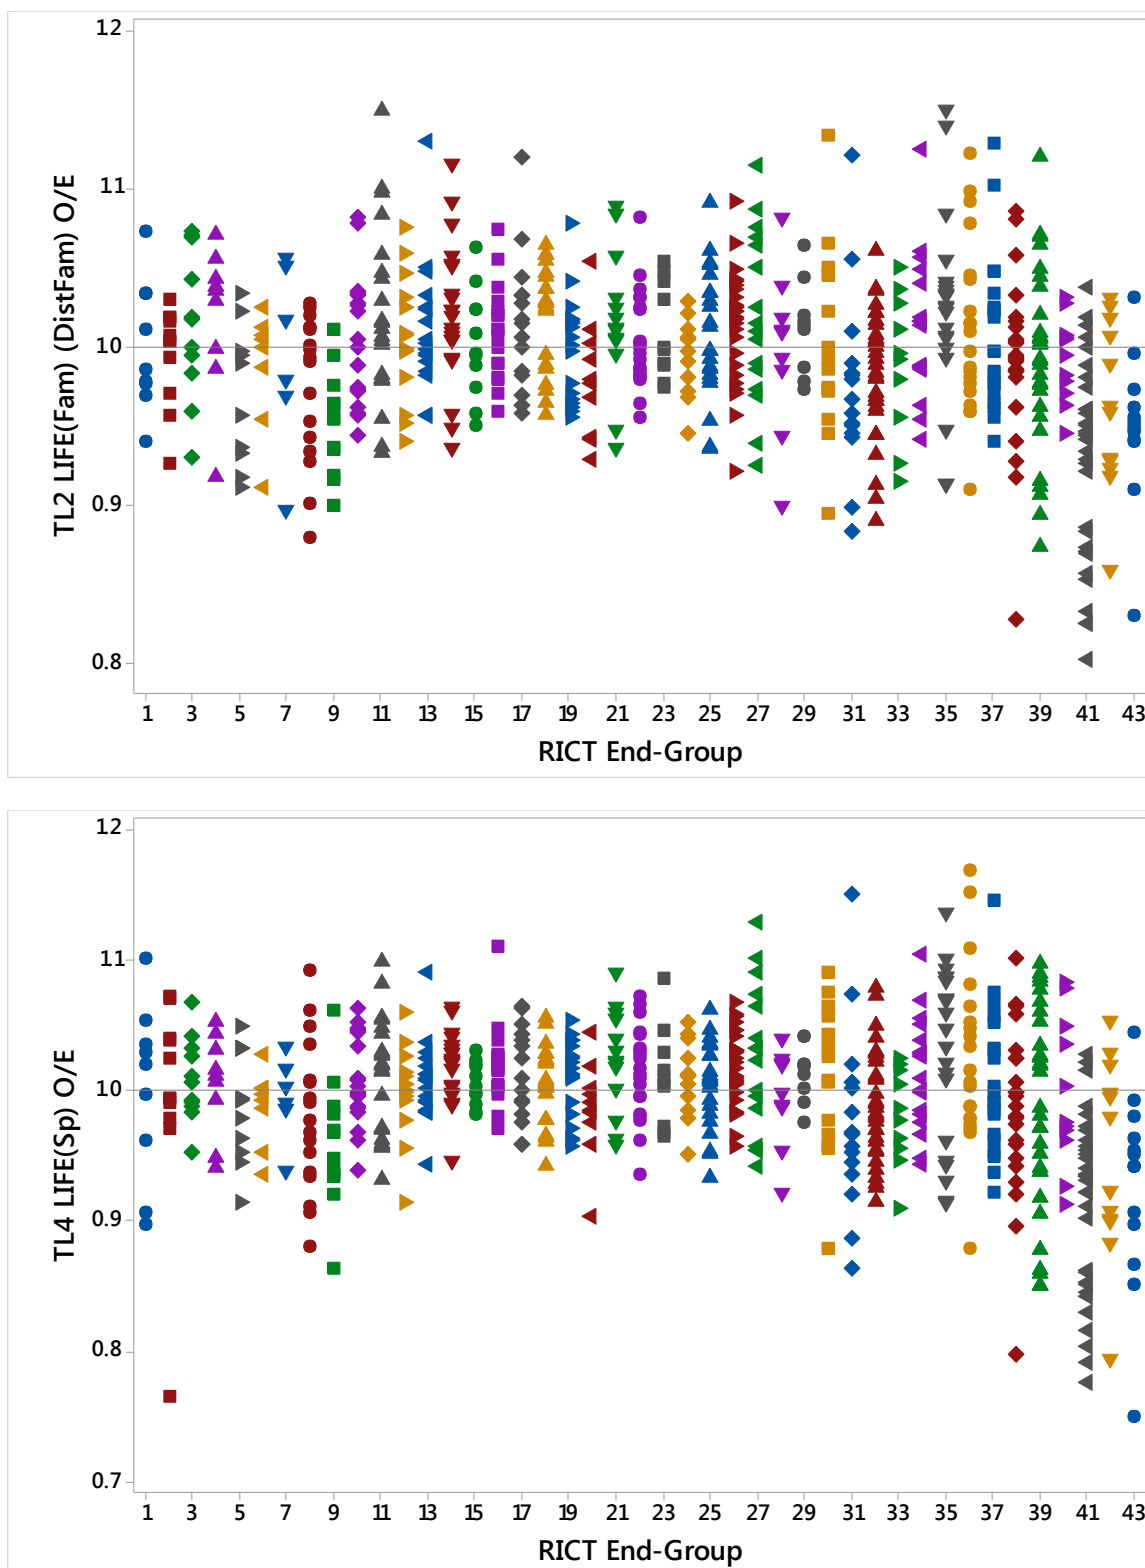 12
11
10
0.9
0.8
TL2 LIFE(Fam) (DistFam) O/E
1 3 5 7 9 11 13 15 17 19 21 23 25 27 29 31 33 35 37 39 41 43
RICT End-Group
12
11
10
0.9
0.8
0.7
TL4 LIFE(Sp) O/E
1 3 5 7 9 11 13 15 17 19 21 23 25 27 29 31 33 35 37 39 41 43
RICT End-Group